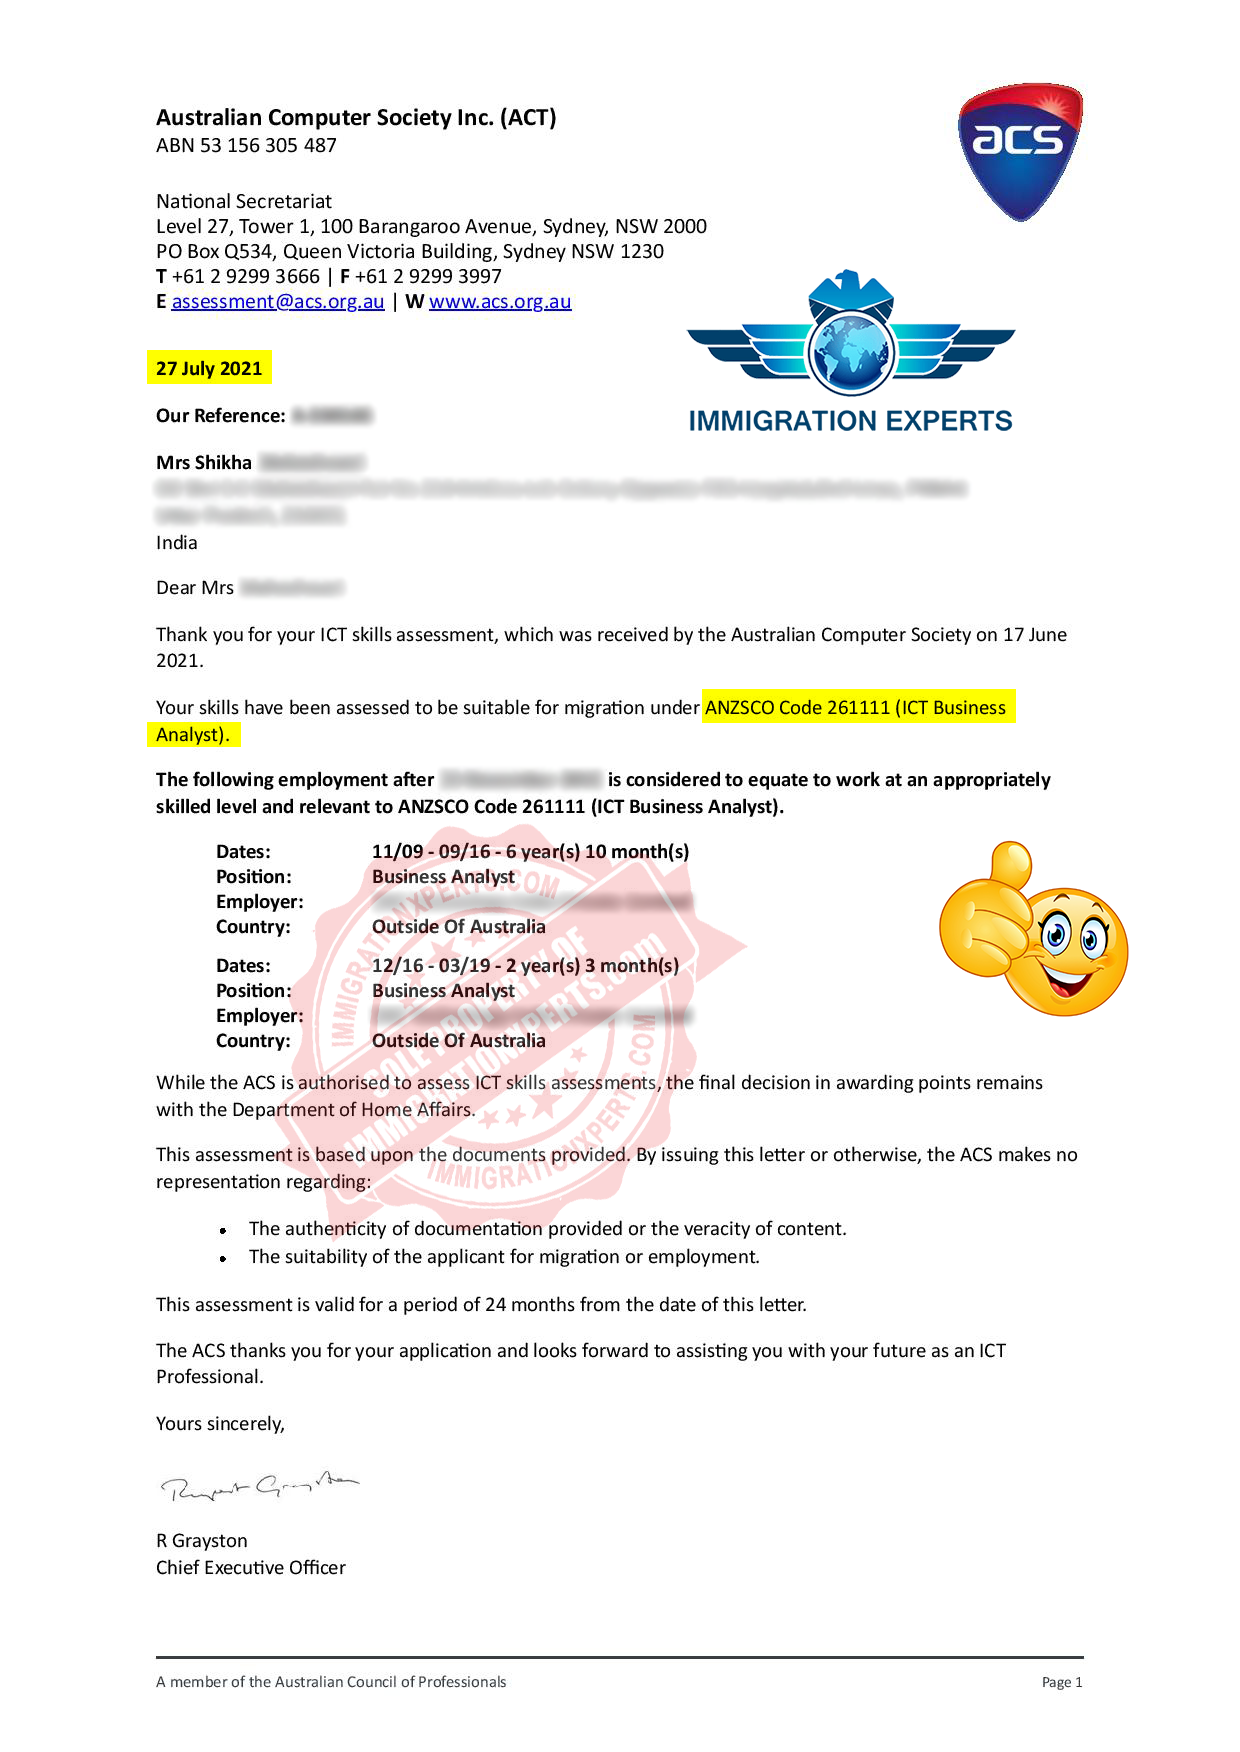 Australian Computer Society Inc. (ACT)
ABN 53 156 305 487
acs
National Secretariat
Level 27, Tower 1, 100 Barangaroo Avenue, Sydney, NSW 2000
PO Box Q534, Queen Victoria Building, Sydney NSW 1230
T +61 2 9299 3666 | F +61 2 9299 3997
E assessment@acs.org.au | W www.acs.org.au
IMMIGRATION EXPERTS
27 July 2021
Our Reference:
Mrs Shikha
India
Dear Mrs
Thank you for your ICT skills assessment, which was received by the Australian Computer Society on 17 June
2021.
Your skills have been assessed to be suitable for migration under ANZSCO Code 261111 (ICT Business
Analyst).
The following employment after is considered to equate to work at an appropriately
skilled level and relevant to ANZSCO Code 261111 (ICT Business Analyst).
Dates: 11/09 - 09/16 - 6 year(s) 10 month(s)
Position: Business Analyst
Employer:
Country: Outside Of Australia
Dates: 12/16 - 03/19 - 2 year(s) 3 month(s)
Position: Business Analyst
Employer:
Country: Outside Of Australia
IMMIGRATIONXPERTS.COM
SOLE PROPERTY OF
IMMIGRATIONXPERTS.com
IMMIGRATIONXPERTS.COM
While the ACS is authorised to assess ICT skills assessments, the final decision in awarding points remains
with the Department of Home Affairs.
This assessment is based upon the documents provided. By issuing this letter or otherwise, the ACS makes no
representation regarding:
• The authenticity of documentation provided or the veracity of content.
• The suitability of the applicant for migration or employment.
This assessment is valid for a period of 24 months from the date of this letter.
The ACS thanks you for your application and looks forward to assisting you with your future as an ICT
Professional.
Yours sincerely,
Rupert Grayston
R Grayston
Chief Executive Officer
A member of the Australian Council of Professionals Page 1